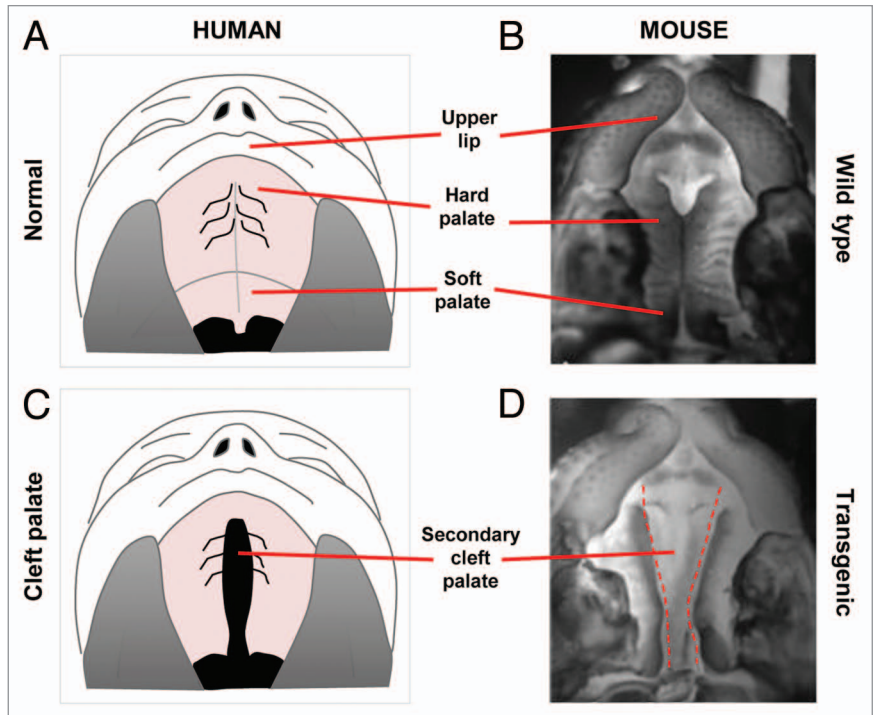 A
HUMAN
B
MOUSE
Normal
Upper
lip
Hard
palate
Soft
palate
Wild type
C
D
Cleft palate
Secondary
cleft
palate
Transgenic